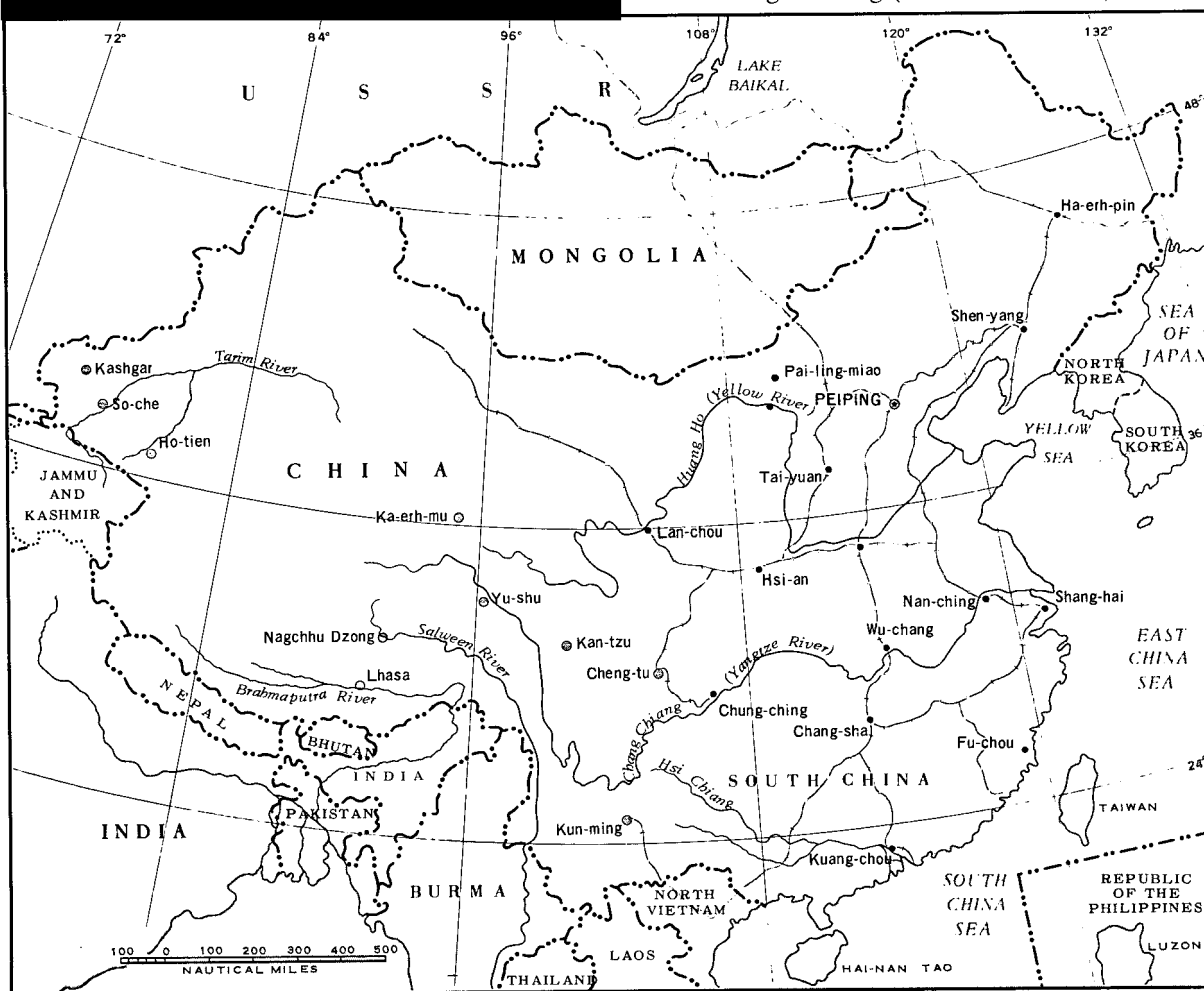 72°
84°
96°
108°
120°
132°
U S S R
LAKE
BAIKAL
48°
MONGOLIA
Ha-erh-pin
Shen-yang
SEA
OF
JAPAN
Kashgar
Tarim River
So-che
Ho-tien
Pai-ling-miao
Huang Ho (Yellow River)
PEIPING
NORTH
KOREA
YELLOW
SEA
SOUTH
KOREA
36
CHINA
JAMMU
AND
KASHMIR
Tai-yuan
Ka-erh-mu
Lan-chou
Hsi-an
Yu-shu
Nan-ching
Shang-hai
Nagchhu Dzong
Salween River
Kan-tzu
Wu-chang
Cheng-tu
EAST
CHINA
SEA
Lhasa
Brahmaputra River
NEPAL
Chang Chiang (Yangtze River)
Chung-ching
Chang-sha
BHUTAN
Fu-chou
INDIA
Hsi Chiang
SOUTH CHINA
24°
TAIWAN
PAKISTAN
INDIA
Kun-ming
Kuang-chou
BURMA
NORTH
VIETNAM
SOUTH
CHINA
SEA
REPUBLIC
OF THE
PHILIPPINES
LAOS
LUZON
100 0 100 200 300 400 500
NAUTICAL MILES
HAI-NAN TAO
THAILAND